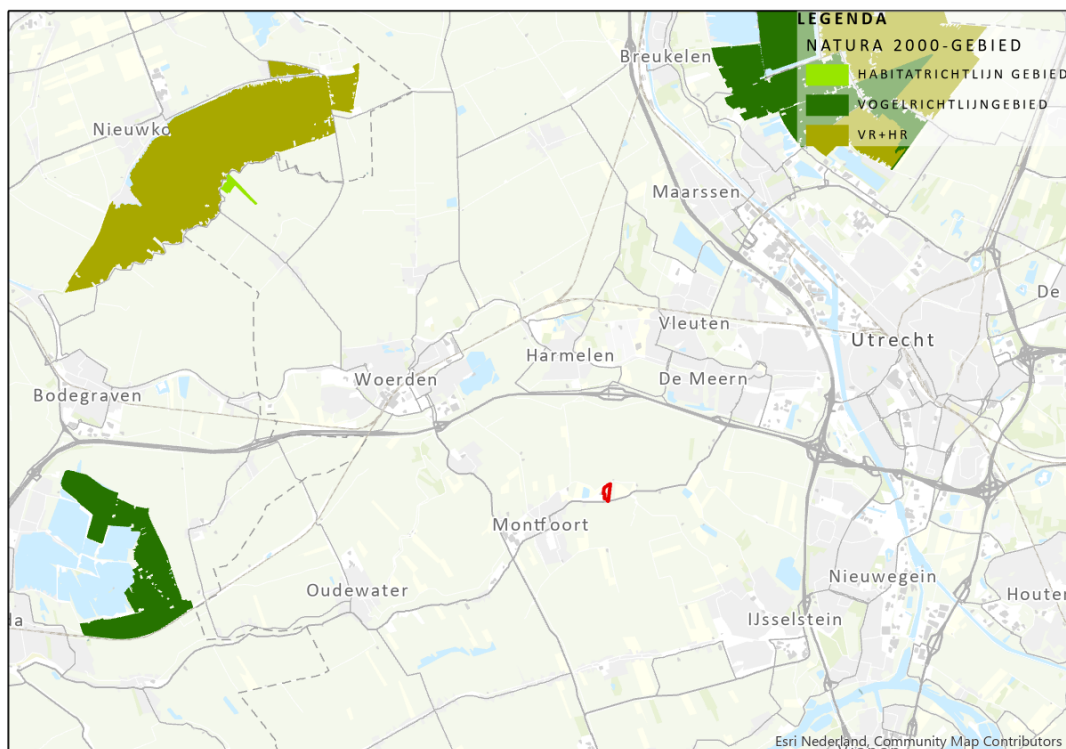 LEGENDA
NATURA 2000-GEBIED
HABITATRICHTLIJN GEBIED
VOGELRICHTLIJNGEBIED
VR+HR
Breukelen
Nieuwko
Maarssen
De
Vleuten
Utrecht
Harmelen
Woerden
De Meern
Bodegraven
Montfoort
Nieuwegein
Oudewater
Houten
IJsselstein
da
Esri Nederland, Community Map Contributors